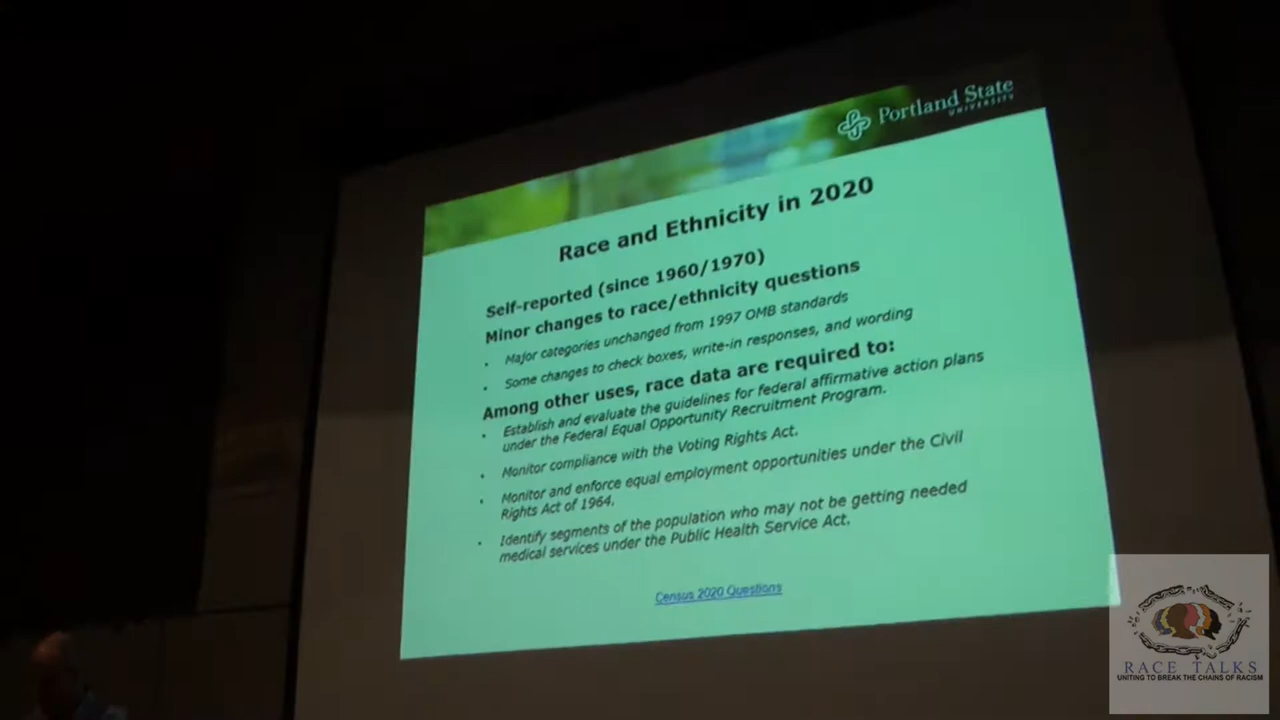 Portland State
UNIVERSITY
Race and Ethnicity in 2020
Self-reported (since 1960/1970)
Minor changes to race/ethnicity questions
· Major categories unchanged from 1997 OMB standards
· Some changes to check boxes, write-in responses, and wording
Among other uses, race data are required to:
· Establish and evaluate the guidelines for federal affirmative action plans
under the Federal Equal Opportunity Recruitment Program.
· Monitor compliance with the Voting Rights Act.
· Monitor and enforce equal employment opportunities under the Civil
Rights Act of 1964.
· Identify segments of the population who may not be getting needed
medical services under the Public Health Service Act.
Census 2020 Questions
RACE TALKS
UNITING TO BREAK THE CHAINS OF RACISM